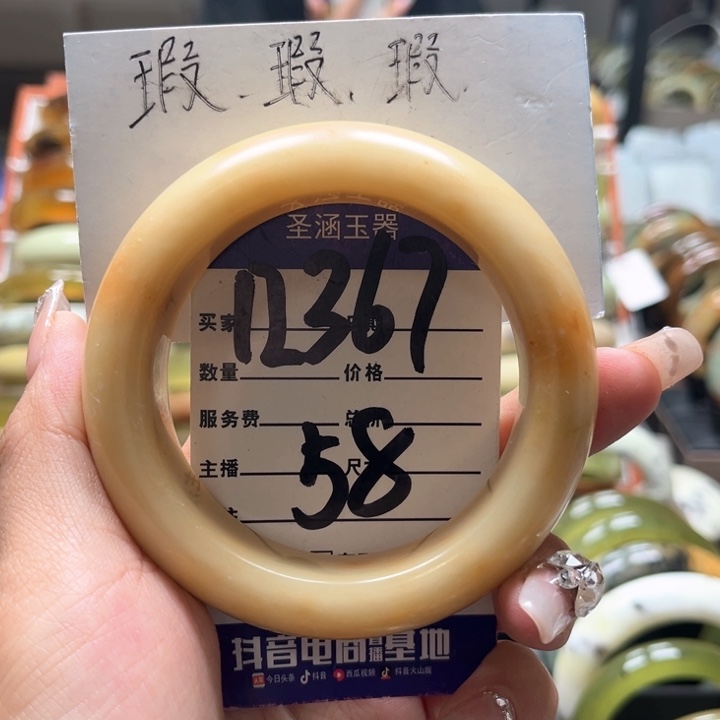 瑕.瑕.瑕.
圣涵玉器
12367
买家
数量 价格
服务费
58
主播
抖音电商直播基地
今日头条 抖音 西瓜视频 抖音火山版